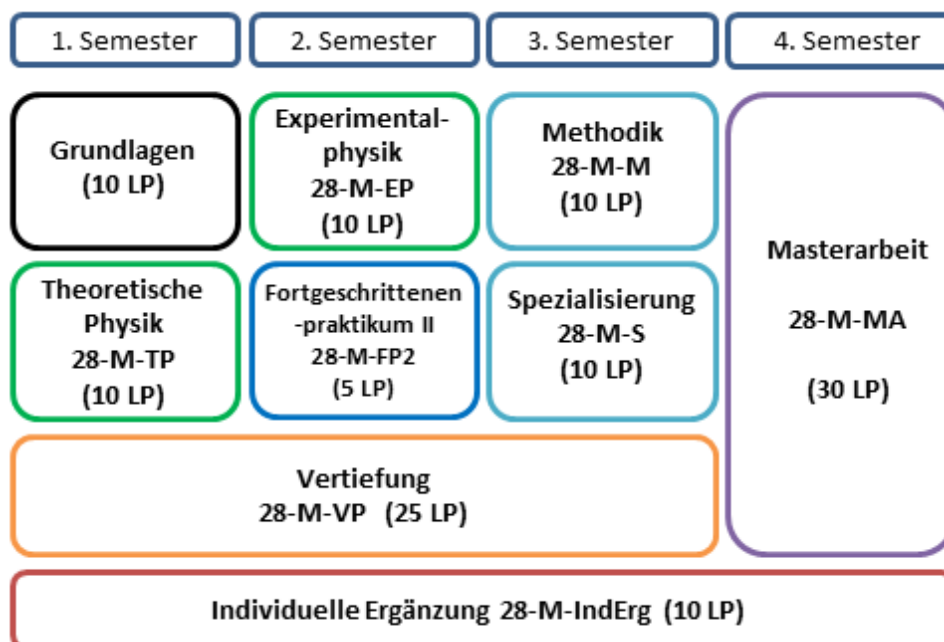 1. Semester
2. Semester
3. Semester
4. Semester
Grundlagen
(10 LP)
Experimental-
physik
28-M-EP
(10 LP)
Methodik
28-M-M
(10 LP)
Masterarbeit
28-M-MA
(30 LP)
Theoretische
Physik
28-M-TP
(10 LP)
Fortgeschrittenen
-praktikum II
28-M-FP2
(5 LP)
Spezialisierung
28-M-S
(10 LP)
Vertiefung
28-M-VP (25 LP)
Individuelle Ergänzung 28-M-IndErg (10 LP)